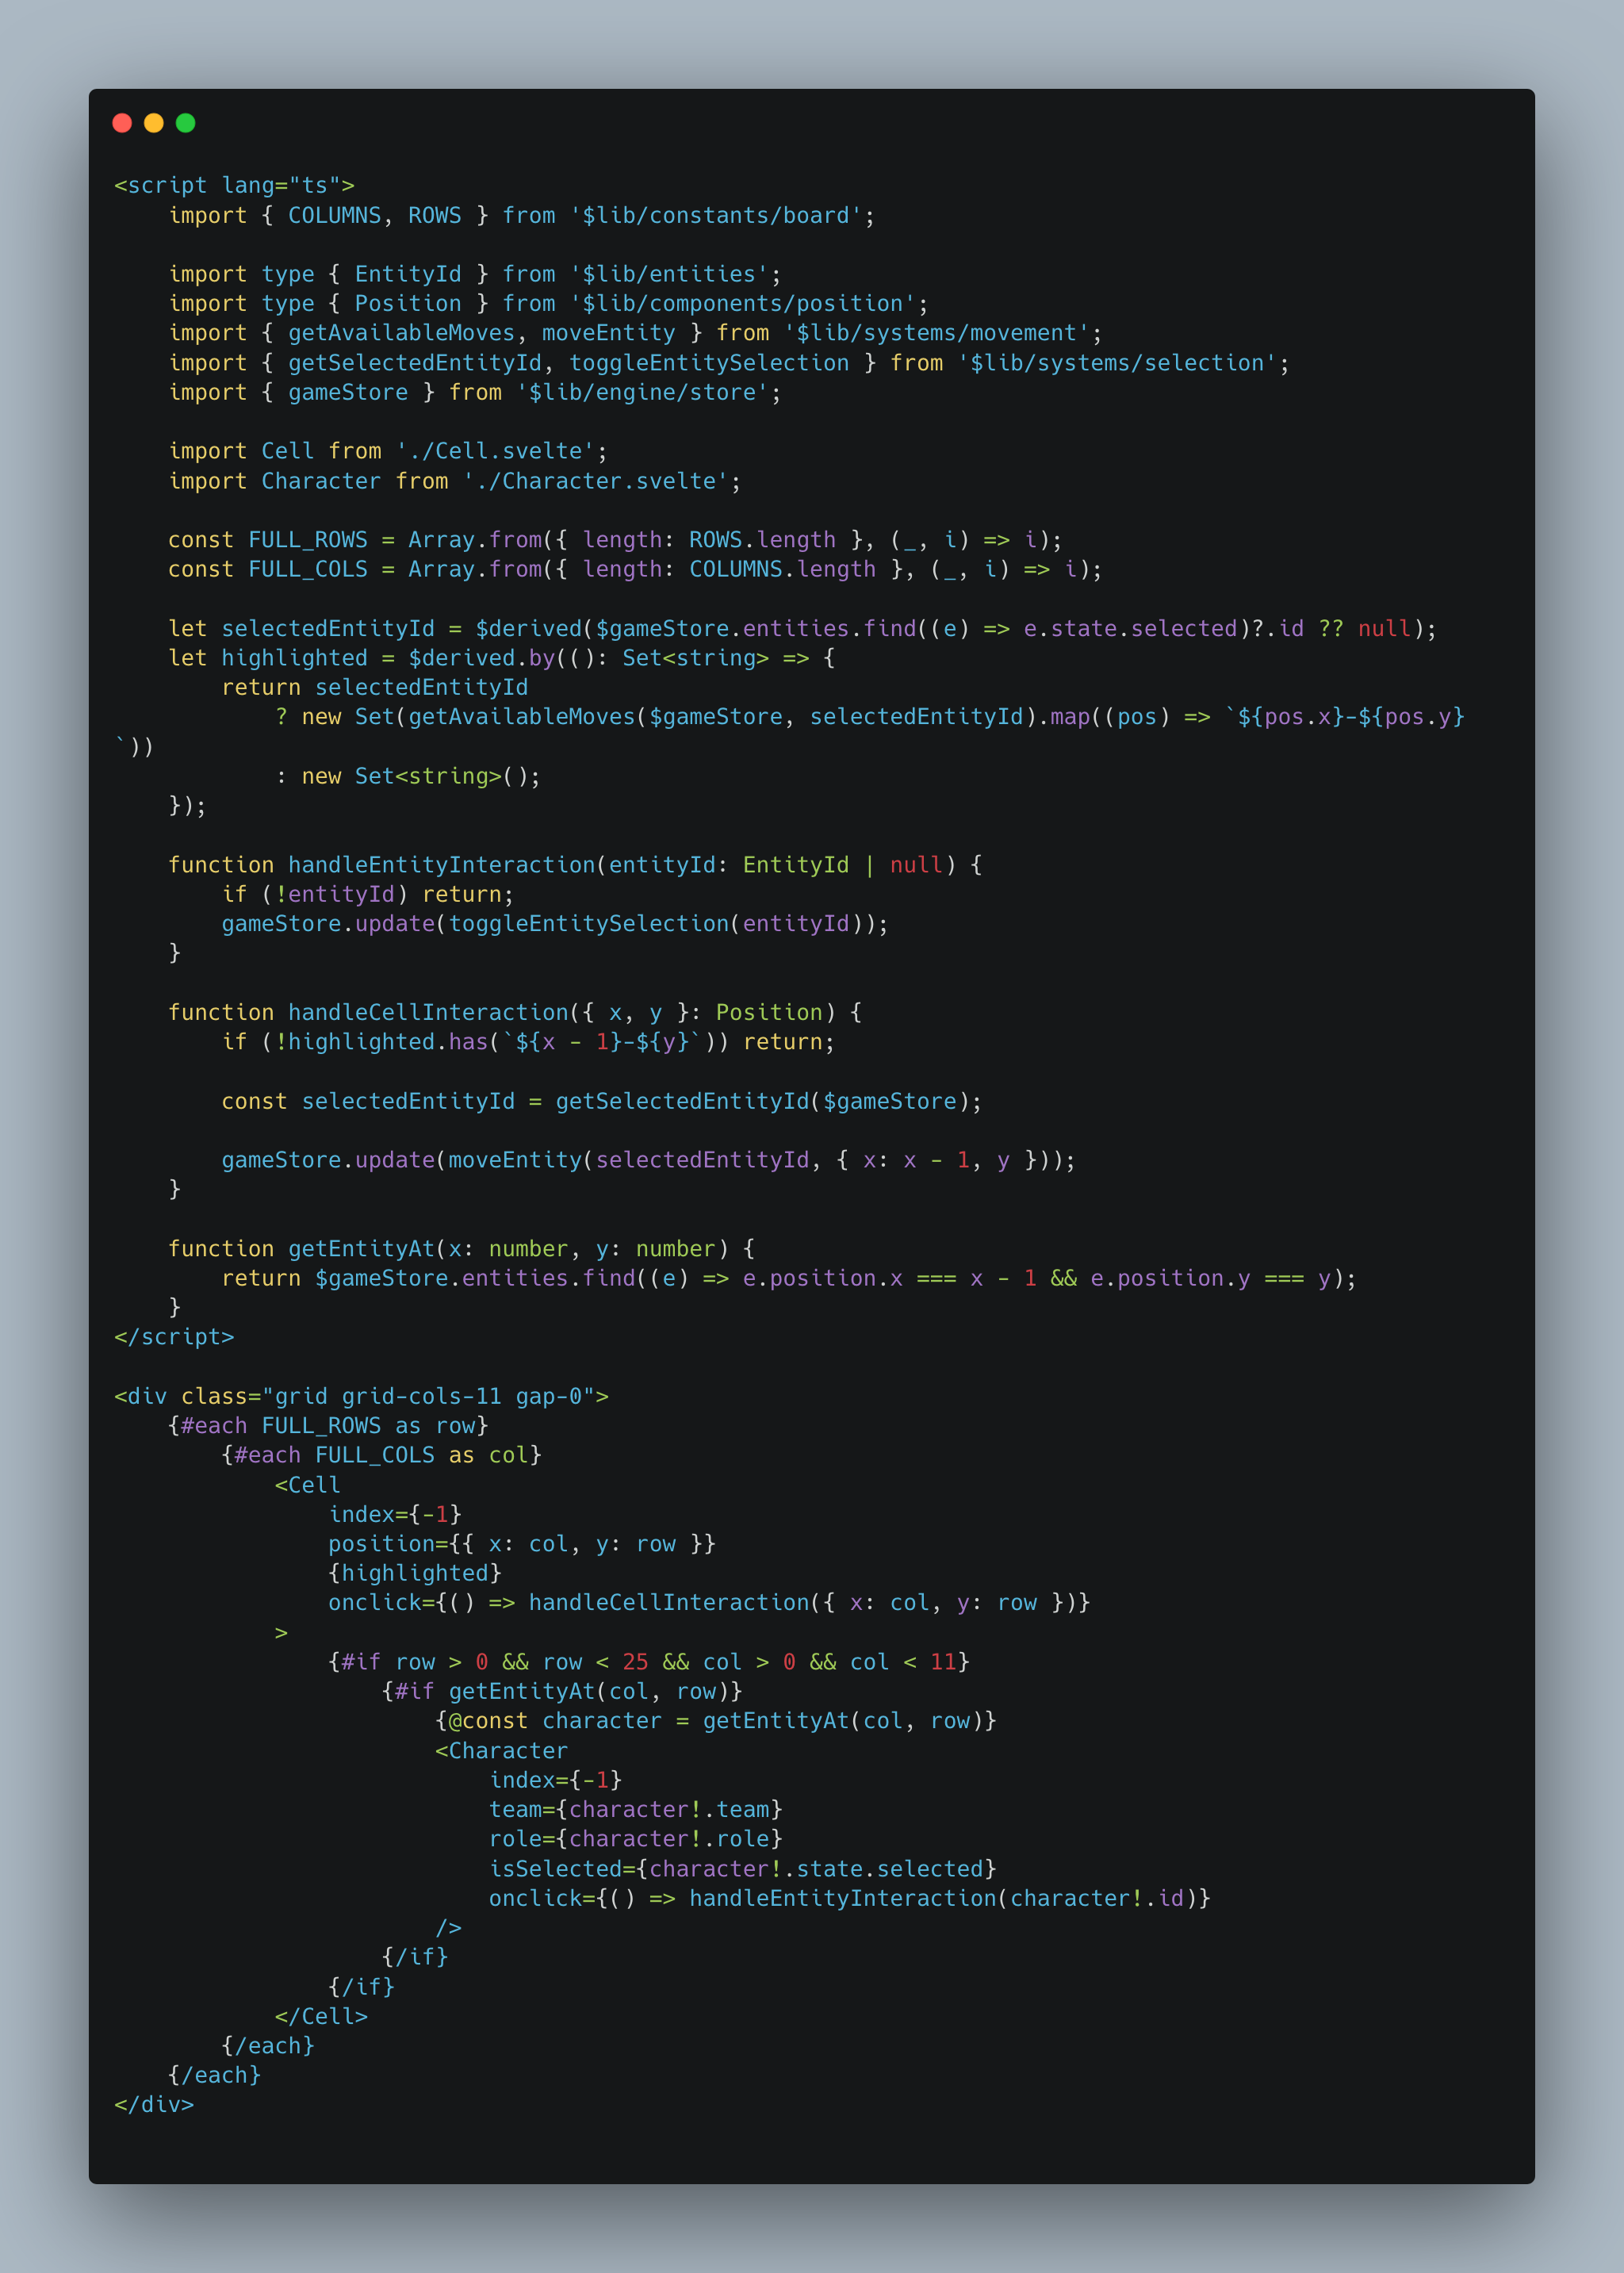 <script lang="ts">
    import { COLUMNS, ROWS } from '$lib/constants/board';

    import type { EntityId } from '$lib/entities';
    import type { Position } from '$lib/components/position';
    import { getAvailableMoves, moveEntity } from '$lib/systems/movement';
    import { getSelectedEntityId, toggleEntitySelection } from '$lib/systems/selection';
    import { gameStore } from '$lib/engine/store';

    import Cell from './Cell.svelte';
    import Character from './Character.svelte';

    const FULL_ROWS = Array.from({ length: ROWS.length }, (_, i) => i);
    const FULL_COLS = Array.from({ length: COLUMNS.length }, (_, i) => i);

    let selectedEntityId = $derived($gameStore.entities.find((e) => e.state.selected)?.id ?? null);
    let highlighted = $derived.by((): Set<string> => {
        return selectedEntityId
            ? new Set(getAvailableMoves($gameStore, selectedEntityId).map((pos) => `${pos.x}-${pos.y}
`))
            : new Set<string>();
    });

    function handleEntityInteraction(entityId: EntityId | null) {
        if (!entityId) return;
        gameStore.update(toggleEntitySelection(entityId));
    }

    function handleCellInteraction({ x, y }: Position) {
        if (!highlighted.has(`${x - 1}-${y}`)) return;

        const selectedEntityId = getSelectedEntityId($gameStore);

        gameStore.update(moveEntity(selectedEntityId, { x: x - 1, y }));
    }

    function getEntityAt(x: number, y: number) {
        return $gameStore.entities.find((e) => e.position.x === x - 1 && e.position.y === y);
    }
</script>

<div class="grid grid-cols-11 gap-0">
    {#each FULL_ROWS as row}
        {#each FULL_COLS as col}
            <Cell
                index={-1}
                position={{ x: col, y: row }}
                {highlighted}
                onclick={() => handleCellInteraction({ x: col, y: row })}
            >
                {#if row > 0 && row < 25 && col > 0 && col < 11}
                    {#if getEntityAt(col, row)}
                        {@const character = getEntityAt(col, row)}
                        <Character
                            index={-1}
                            team={character!.team}
                            role={character!.role}
                            isSelected={character!.state.selected}
                            onclick={() => handleEntityInteraction(character!.id)}
                        />
                    {/if}
                {/if}
            </Cell>
        {/each}
    {/each}
</div>